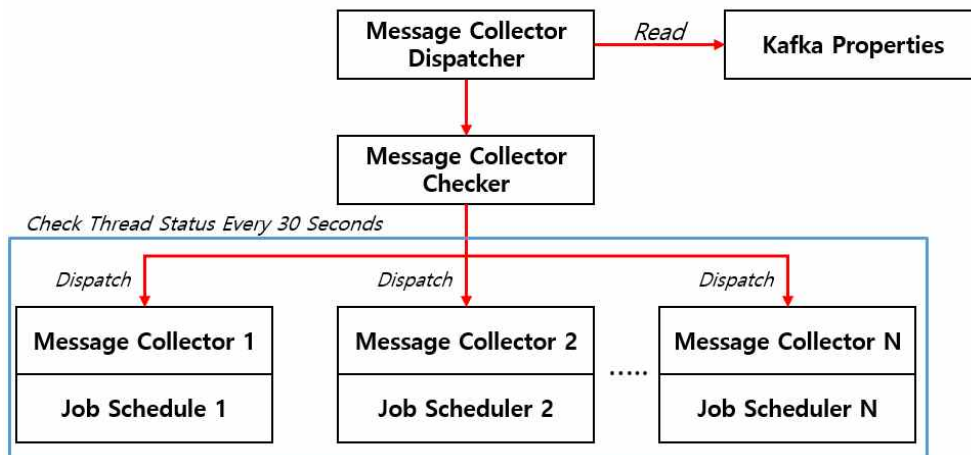 Message Collector
Dispatcher
Read
Kafka Properties
Message Collector
Checker
Check Thread Status Every 30 Seconds
Dispatch
Dispatch
Dispatch
Message Collector 1
Job Schedule 1
Message Collector 2
Job Scheduler 2
.....
Message Collector N
Job Scheduler N